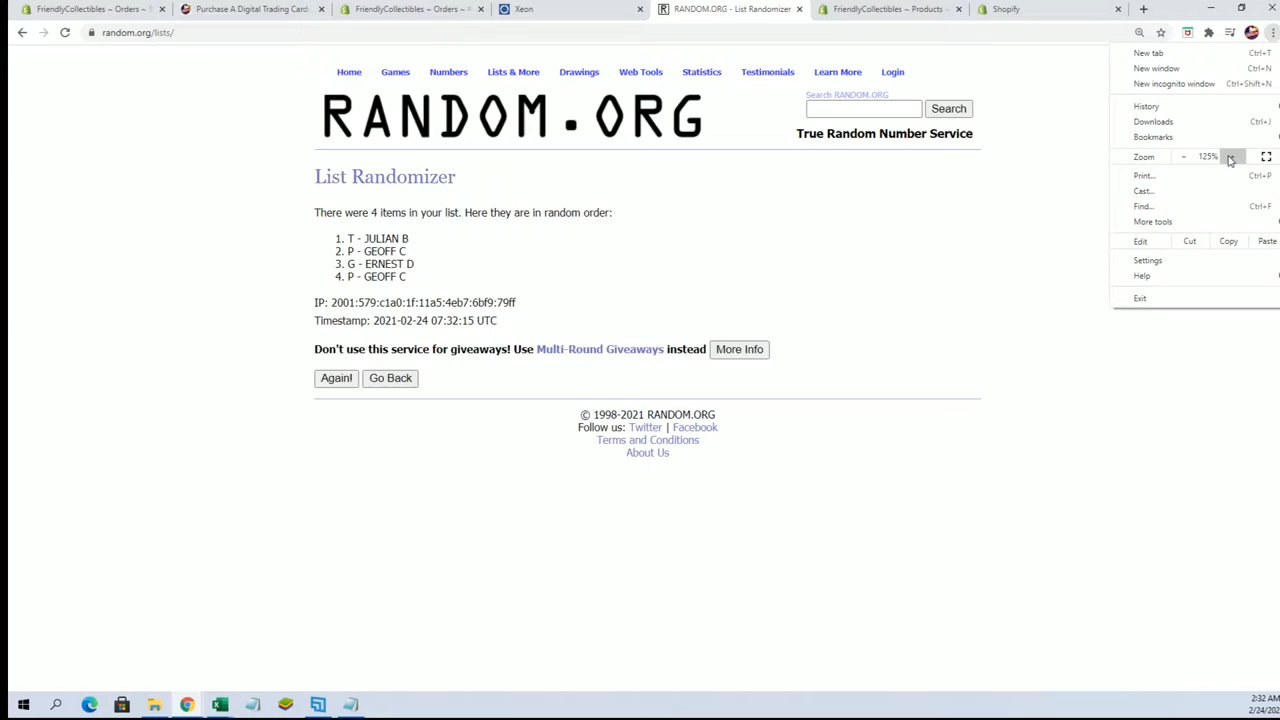 FriendlyCollectibles ~ Orders ~ S
Purchase A Digital Trading Card
FriendlyCollectibles ~ Orders ~ F
Xeon
RANDOM.ORG - List Randomizer
FriendlyCollectibles ~ Products ~
Shopify
random.org/lists/
New tab Ctrl+T
New window Ctrl+N
New incognito window Ctrl+Shift+N
History
Downloads Ctrl+J
Bookmarks
Zoom - 125%
Print... Ctrl+P
Cast...
Find... Ctrl+F
More tools
Edit Cut Copy Paste
Settings
Help
Exit
Home Games Numbers Lists & More Drawings Web Tools Statistics Testimonials Learn More Login
RANDOM.ORG
Search RANDOM.ORG
Search
True Random Number Service
List Randomizer
There were 4 items in your list. Here they are in random order:
1. T - JULIAN B
2. P - GEOFF C
3. G - ERNEST D
4. P - GEOFF C
IP: 2001:579:c1a0:1f:11a5:4eb7:6bf9:79ff
Timestamp: 2021-02-24 07:32:15 UTC
Don't use this service for giveaways! Use Multi-Round Giveaways instead More Info
Again! Go Back
© 1998-2021 RANDOM.ORG
Follow us: Twitter | Facebook
Terms and Conditions
About Us
2:32 AM
2/24/202